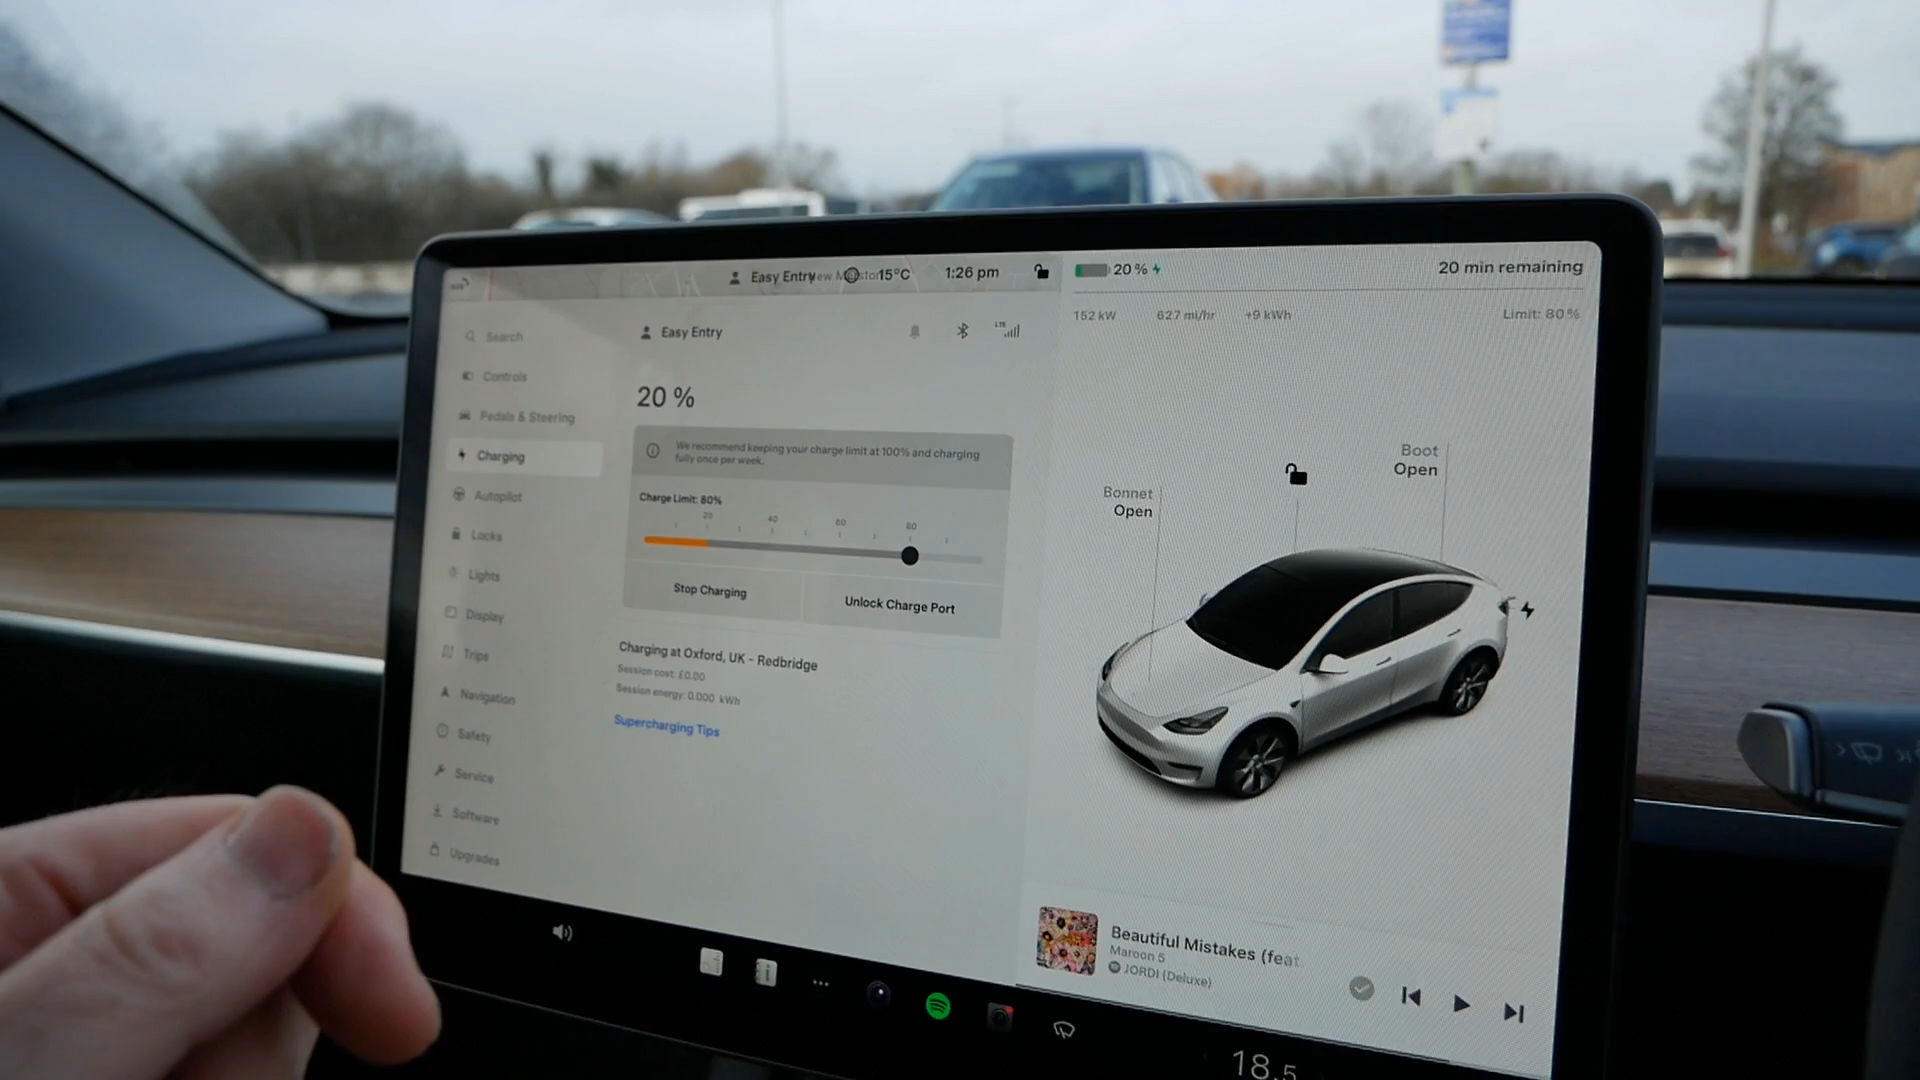 Easy Entry
15°C
1:26 pm
20 %
20 min remaining
152 kW
627 mi/hr
+9 kWh
Limit: 80 %
Search
Controls
Pedals & Steering
Charging
Autopilot
Locks
Lights
Display
Trips
Navigation
Safety
Service
Software
Upgrades
Easy Entry
LTE
20 %
We recommend keeping your charge limit at 100% and charging
fully once per week.
Charge Limit: 80%
20 40 60 80
Stop Charging
Unlock Charge Port
Charging at Oxford, UK - Redbridge
Session cost: £0.00
Session energy: 0.000 kWh
Supercharging Tips
Bonnet
Open
Boot
Open
Beautiful Mistakes (feat.
Maroon 5
JORDI (Deluxe)
18.5